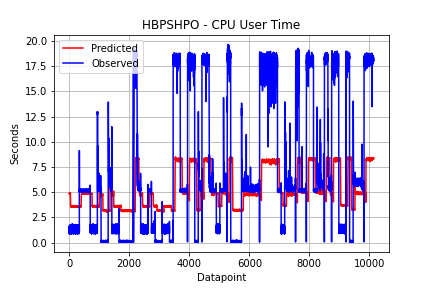 HBPSHPO - CPU User Time
Predicted
Observed
20.0
17.5
15.0
12.5
10.0
7.5
5.0
2.5
0.0
Seconds
0 2000 4000 6000 8000 10000
Datapoint